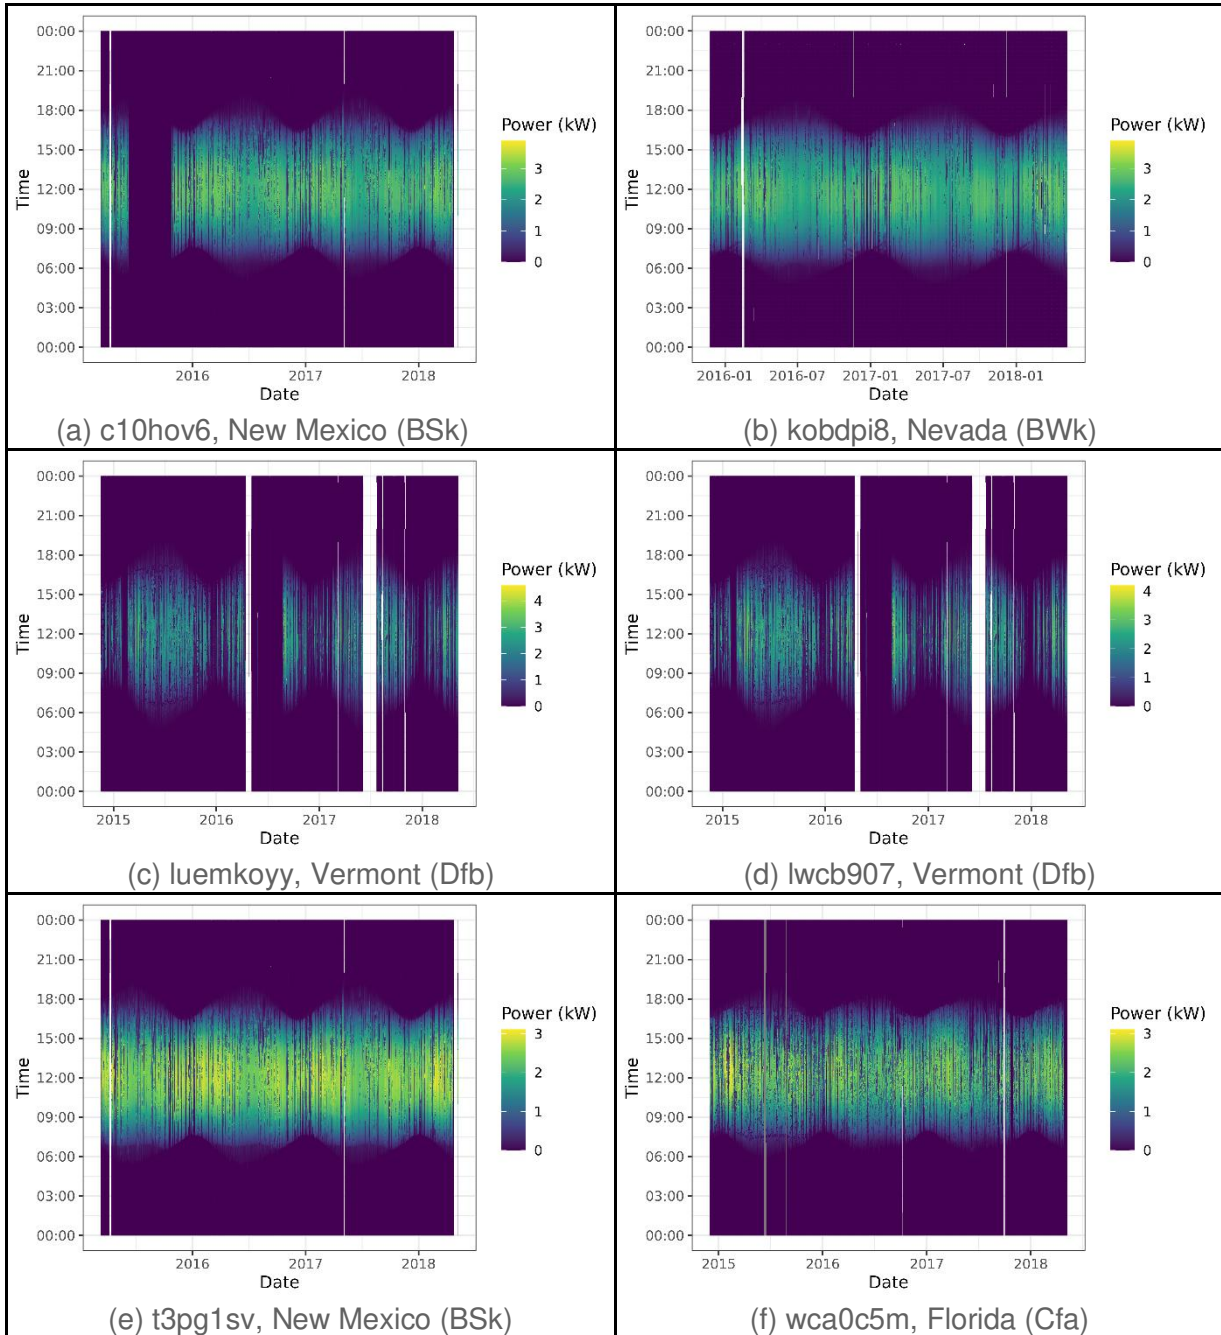 00:00
21:00
18:00
15:00
12:00
09:00
06:00
03:00
00:00
Time
2016 2017 2018
Date
Power (kW)
3
2
1
0
(a) c10hov6, New Mexico (BSk)
00:00
21:00
18:00
15:00
12:00
09:00
06:00
03:00
00:00
Time
2016-01 2016-07 2017-01 2017-07 2018-01
Date
Power (kW)
3
2
1
0
(b) kobdpi8, Nevada (BWk)
00:00
21:00
18:00
15:00
12:00
09:00
06:00
03:00
00:00
Time
2015 2016 2017 2018
Date
Power (kW)
4
3
2
1
0
(c) luemkoyy, Vermont (Dfb)
00:00
21:00
18:00
15:00
12:00
09:00
06:00
03:00
00:00
Time
2015 2016 2017 2018
Date
Power (kW)
4
3
2
1
0
(d) lwcb907, Vermont (Dfb)
00:00
21:00
18:00
15:00
12:00
09:00
06:00
03:00
00:00
Time
2016 2017 2018
Date
Power (kW)
3
2
1
0
(e) t3pg1sv, New Mexico (BSk)
00:00
21:00
18:00
15:00
12:00
09:00
06:00
03:00
00:00
Time
2015 2016 2017 2018
Date
Power (kW)
3
2
1
0
(f) wca0c5m, Florida (Cfa)